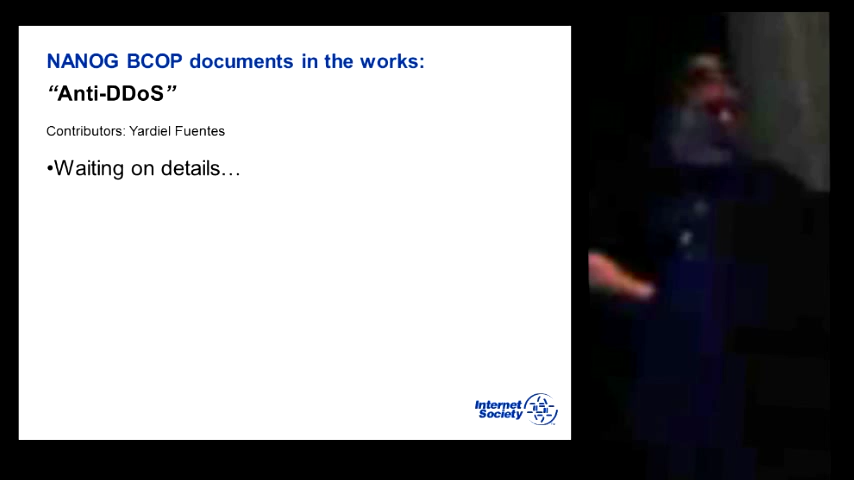 NANOG BCOP documents in the works:
“Anti-DDoS”
Contributors: Yardiel Fuentes
•Waiting on details…
Internet
Society